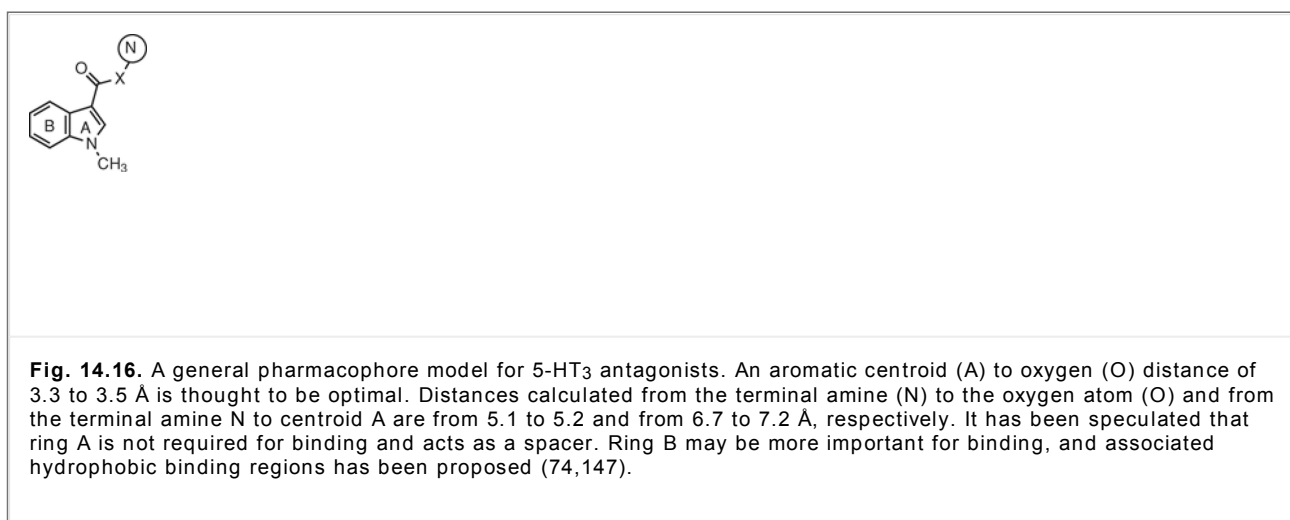 N
O
X
B
A
N
CH₃
Fig. 14.16. A general pharmacophore model for 5-HT₃ antagonists. An aromatic centroid (A) to oxygen (O) distance of
3.3 to 3.5 Å is thought to be optimal. Distances calculated from the terminal amine (N) to the oxygen atom (O) and from
the terminal amine N to centroid A are from 5.1 to 5.2 and from 6.7 to 7.2 Å, respectively. It has been speculated that
ring A is not required for binding and acts as a spacer. Ring B may be more important for binding, and associated
hydrophobic binding regions has been proposed (74,147).